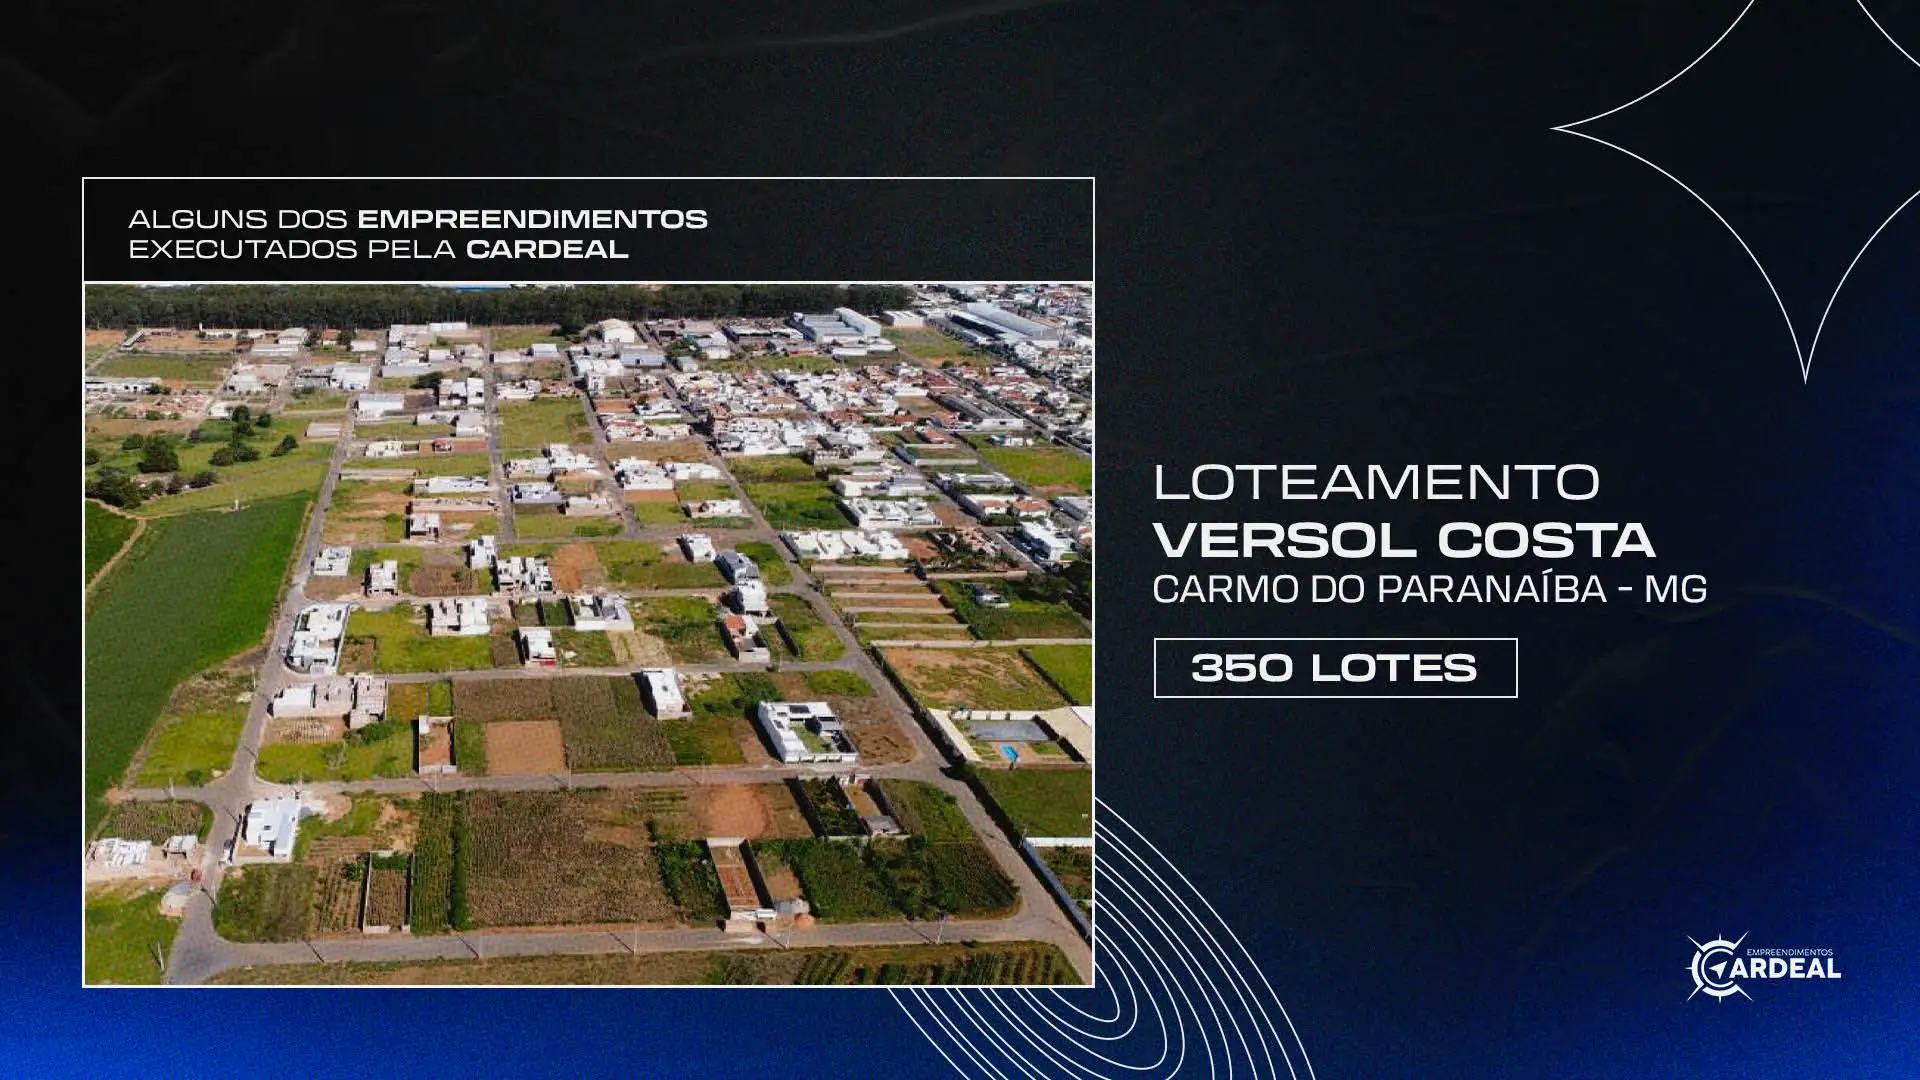 ALGUNS DOS EMPREENDIMENTOS
EXECUTADOS PELA CARDEAL
LOTEAMENTO
VERSOL COSTA
CARMO DO PARANAÍBA - MG
350 LOTES
EMPREENDIMENTOS
CARDEAL